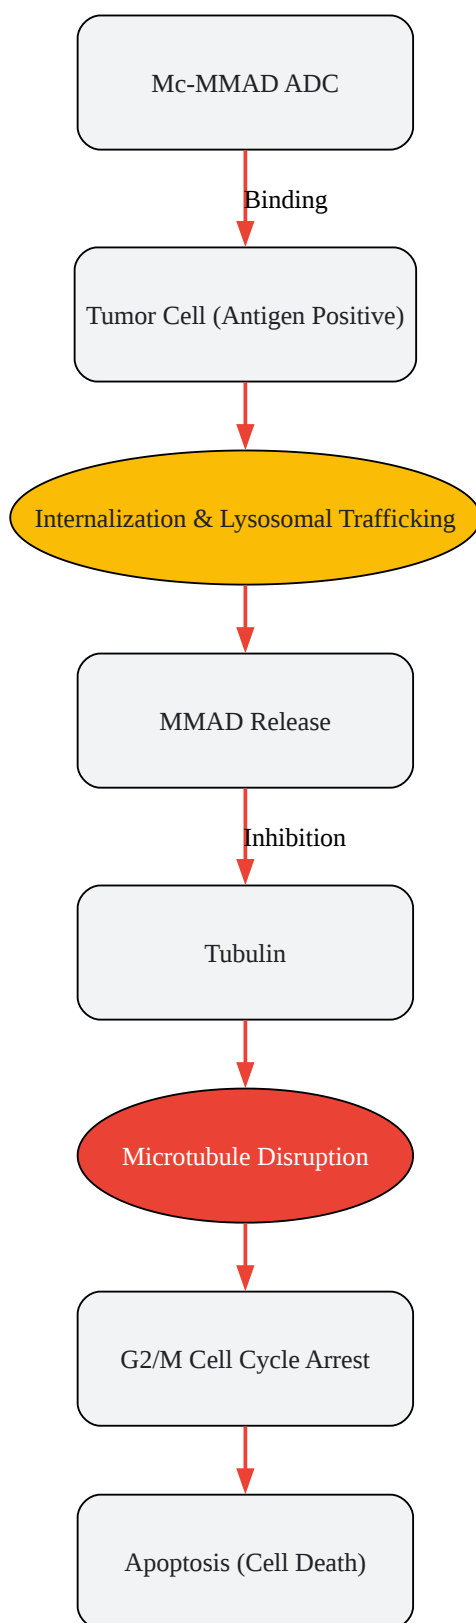 Mc-MMAD ADC
Binding
Tumor Cell (Antigen Positive)
Internalization & Lysosomal Trafficking
MMAD Release
Inhibition
Tubulin
Microtubule Disruption
G2/M Cell Cycle Arrest
Apoptosis (Cell Death)